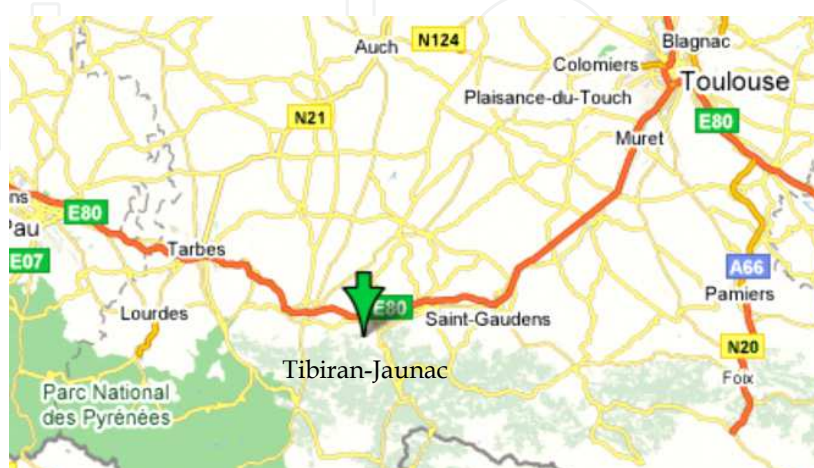 Blagnac
Auch
N124
Colomiers
Toulouse
Plaisance-du-Touch
N21
E80
Muret
ns
E80
Pau
Tarbes
E07
A66
Pamiers
E80
Lourdes
Saint-Gaudens
N20
Tibiran-Jaunac
Foix
Parc National
des Pyrénées